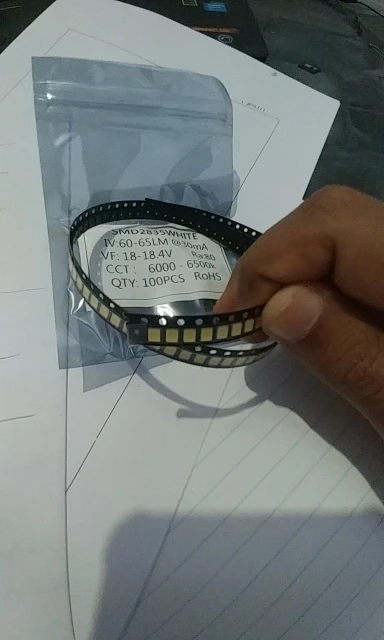 SMD2835WHITE
IV:60-65LM @30mA
VF: 18-18.4V Ra:80
CCT : 6000 - 6500k
QTY: 100PCS RoHS